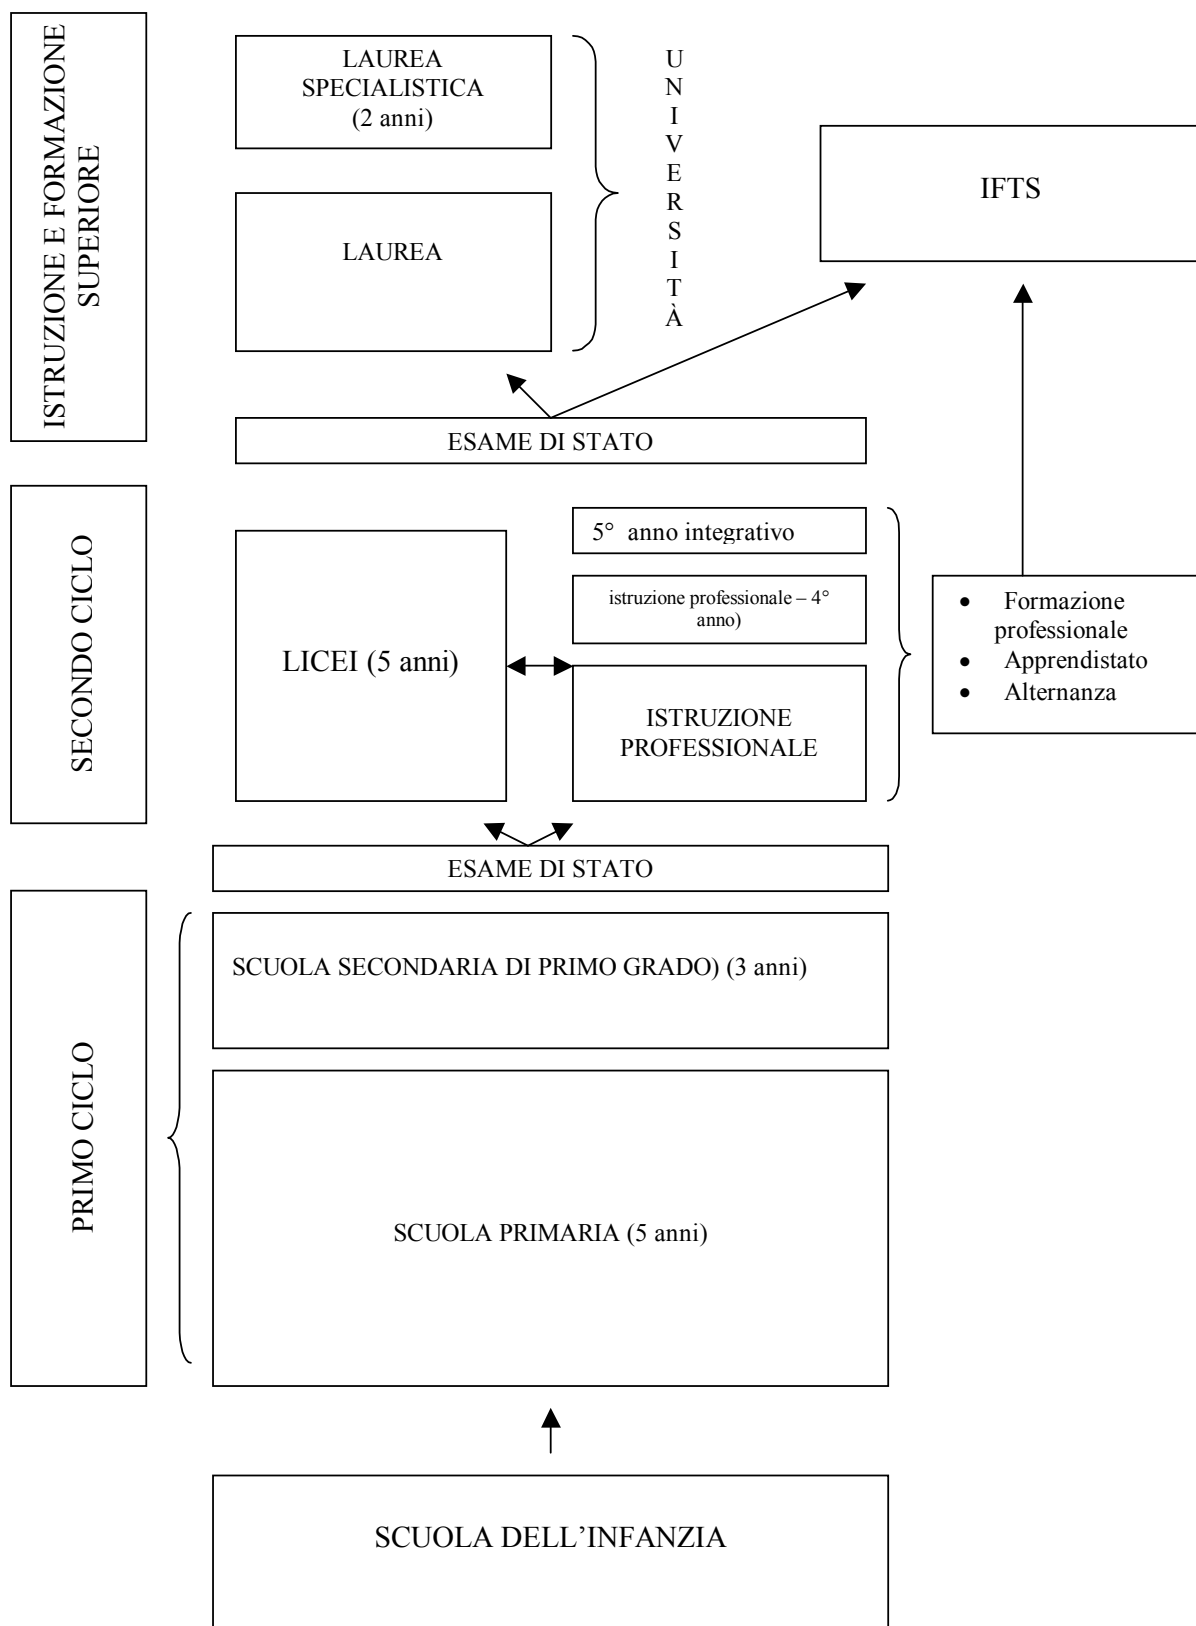 ISTRUZIONE E FORMAZIONE
SUPERIORE
LAUREA
SPECIALISTICA
(2 anni)
LAUREA
UNIVERSITÀ
IFTS
ESAME DI STATO
SECONDO CICLO
LICEI (5 anni)
5° anno integrativo
istruzione professionale – 4°
anno)
ISTRUZIONE
PROFESSIONALE
• Formazione
professionale
• Apprendistato
• Alternanza
ESAME DI STATO
PRIMO CICLO
SCUOLA SECONDARIA DI PRIMO GRADO) (3 anni)
SCUOLA PRIMARIA (5 anni)
SCUOLA DELL’INFANZIA